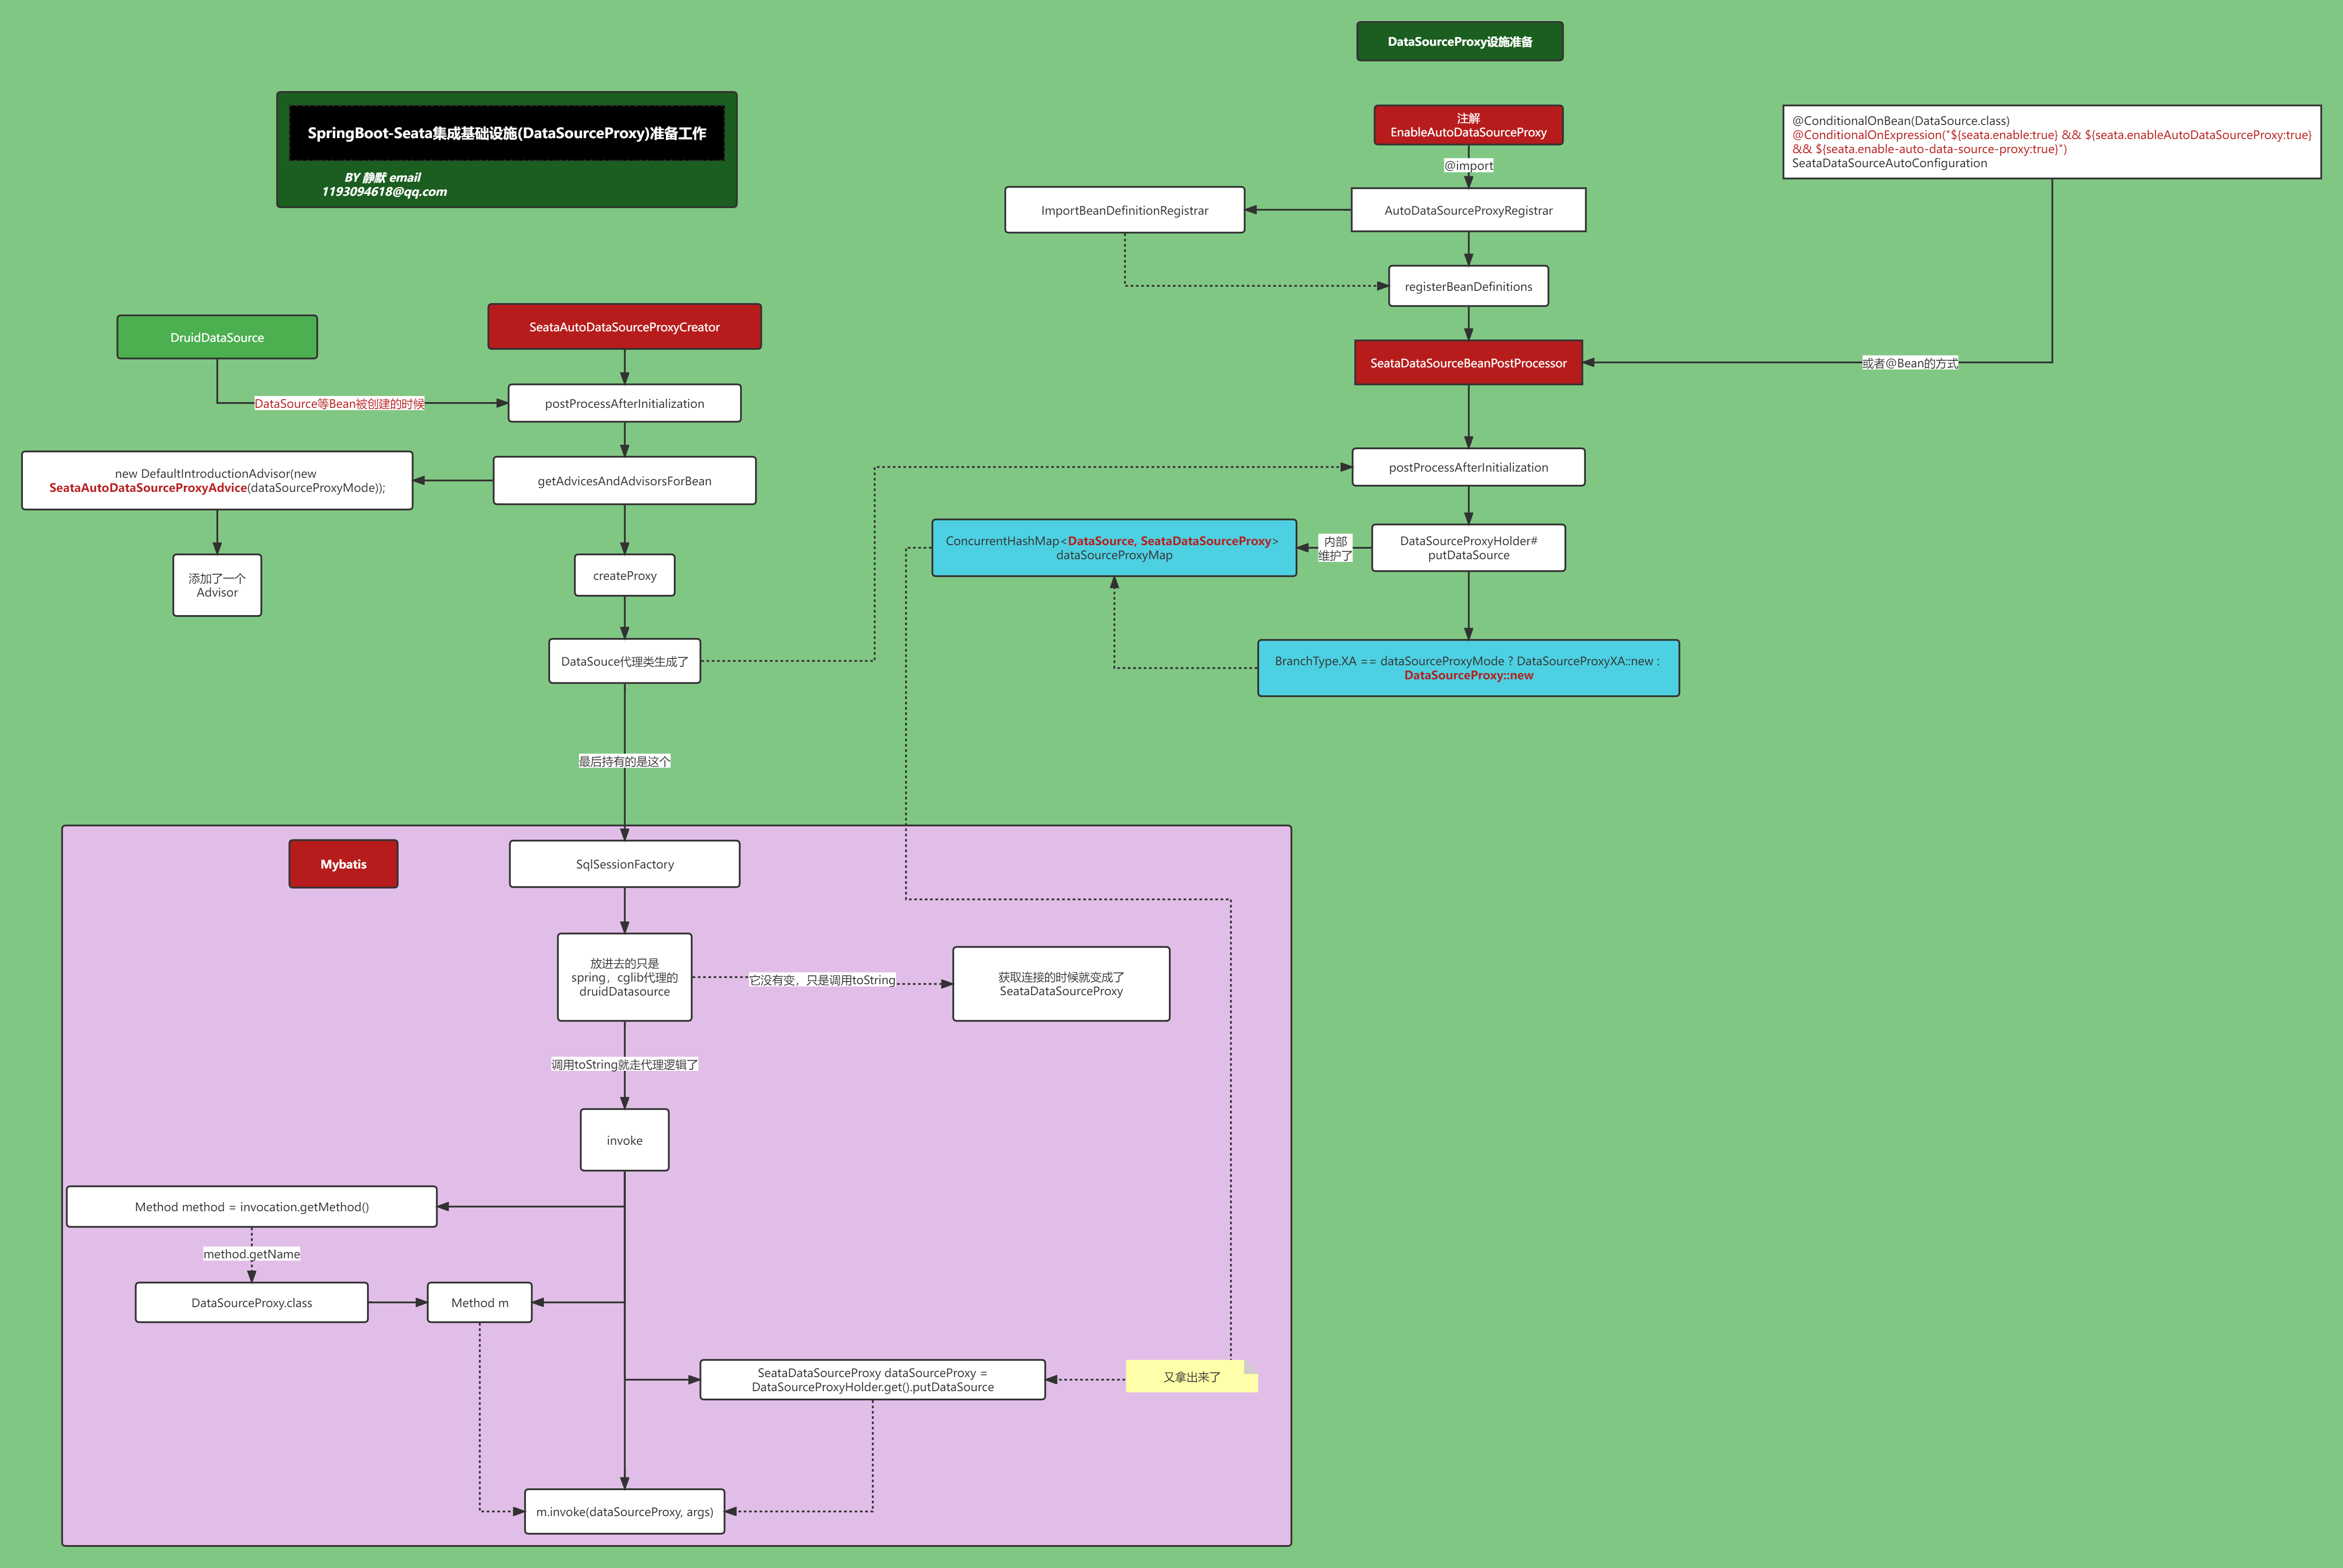 DataSourceProxy设施准备
SpringBoot-Seata集成基础设施(DataSourceProxy)准备工作
BY 静默 email
1193094618@qq.com
注解
EnableAutoDataSourceProxy
@import
@ConditionalOnBean(DataSource.class)
@ConditionalOnExpression("${seata.enable:true} && ${seata.enableAutoDataSourceProxy:true}
&& ${seata.enable-auto-data-source-proxy:true}")
SeataDataSourceAutoConfiguration
ImportBeanDefinitionRegistrar
AutoDataSourceProxyRegistrar
registerBeanDefinitions
DruidDataSource
SeataAutoDataSourceProxyCreator
SeataDataSourceBeanPostProcessor
或者@Bean的方式
DataSource等Bean被创建的时候
postProcessAfterInitialization
new DefaultIntroductionAdvisor(new
SeataAutoDataSourceProxyAdvice(dataSourceProxyMode));
getAdvicesAndAdvisorsForBean
postProcessAfterInitialization
ConcurrentHashMap<DataSource, SeataDataSourceProxy>
dataSourceProxyMap
内部
维护了
DataSourceProxyHolder#
putDataSource
添加了一个
Advisor
createProxy
DataSouce代理类生成了
BranchType.XA == dataSourceProxyMode ? DataSourceProxyXA::new :
DataSourceProxy::new
最后持有的是这个
Mybatis
SqlSessionFactory
放进去的只是
spring，cglib代理的
druidDatasource
它没有变，只是调用toString
获取连接的时候就变成了
SeataDataSourceProxy
调用toString就走代理逻辑了
invoke
Method method = invocation.getMethod()
method.getName
DataSourceProxy.class
Method m
SeataDataSourceProxy dataSourceProxy =
DataSourceProxyHolder.get().putDataSource
又拿出来了
m.invoke(dataSourceProxy, args)